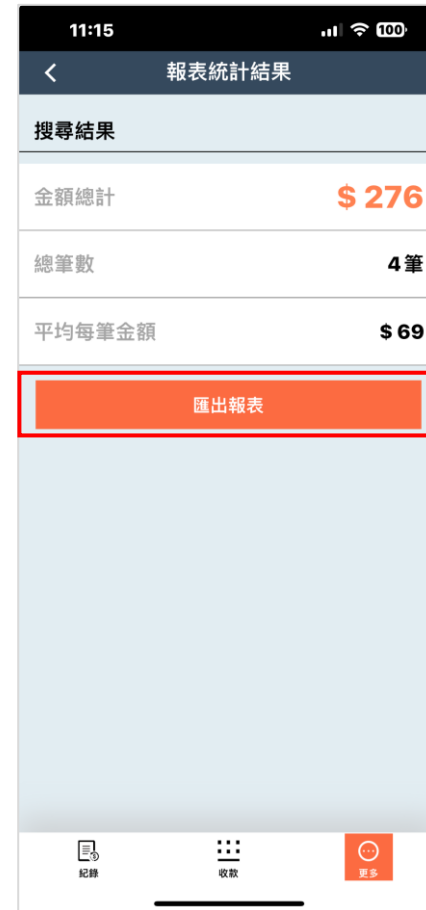 11:15
100
報表統計結果
搜尋結果
金額總計 $ 276
總筆數 4筆
平均每筆金額 $ 69
匯出報表
紀錄 收款 更多